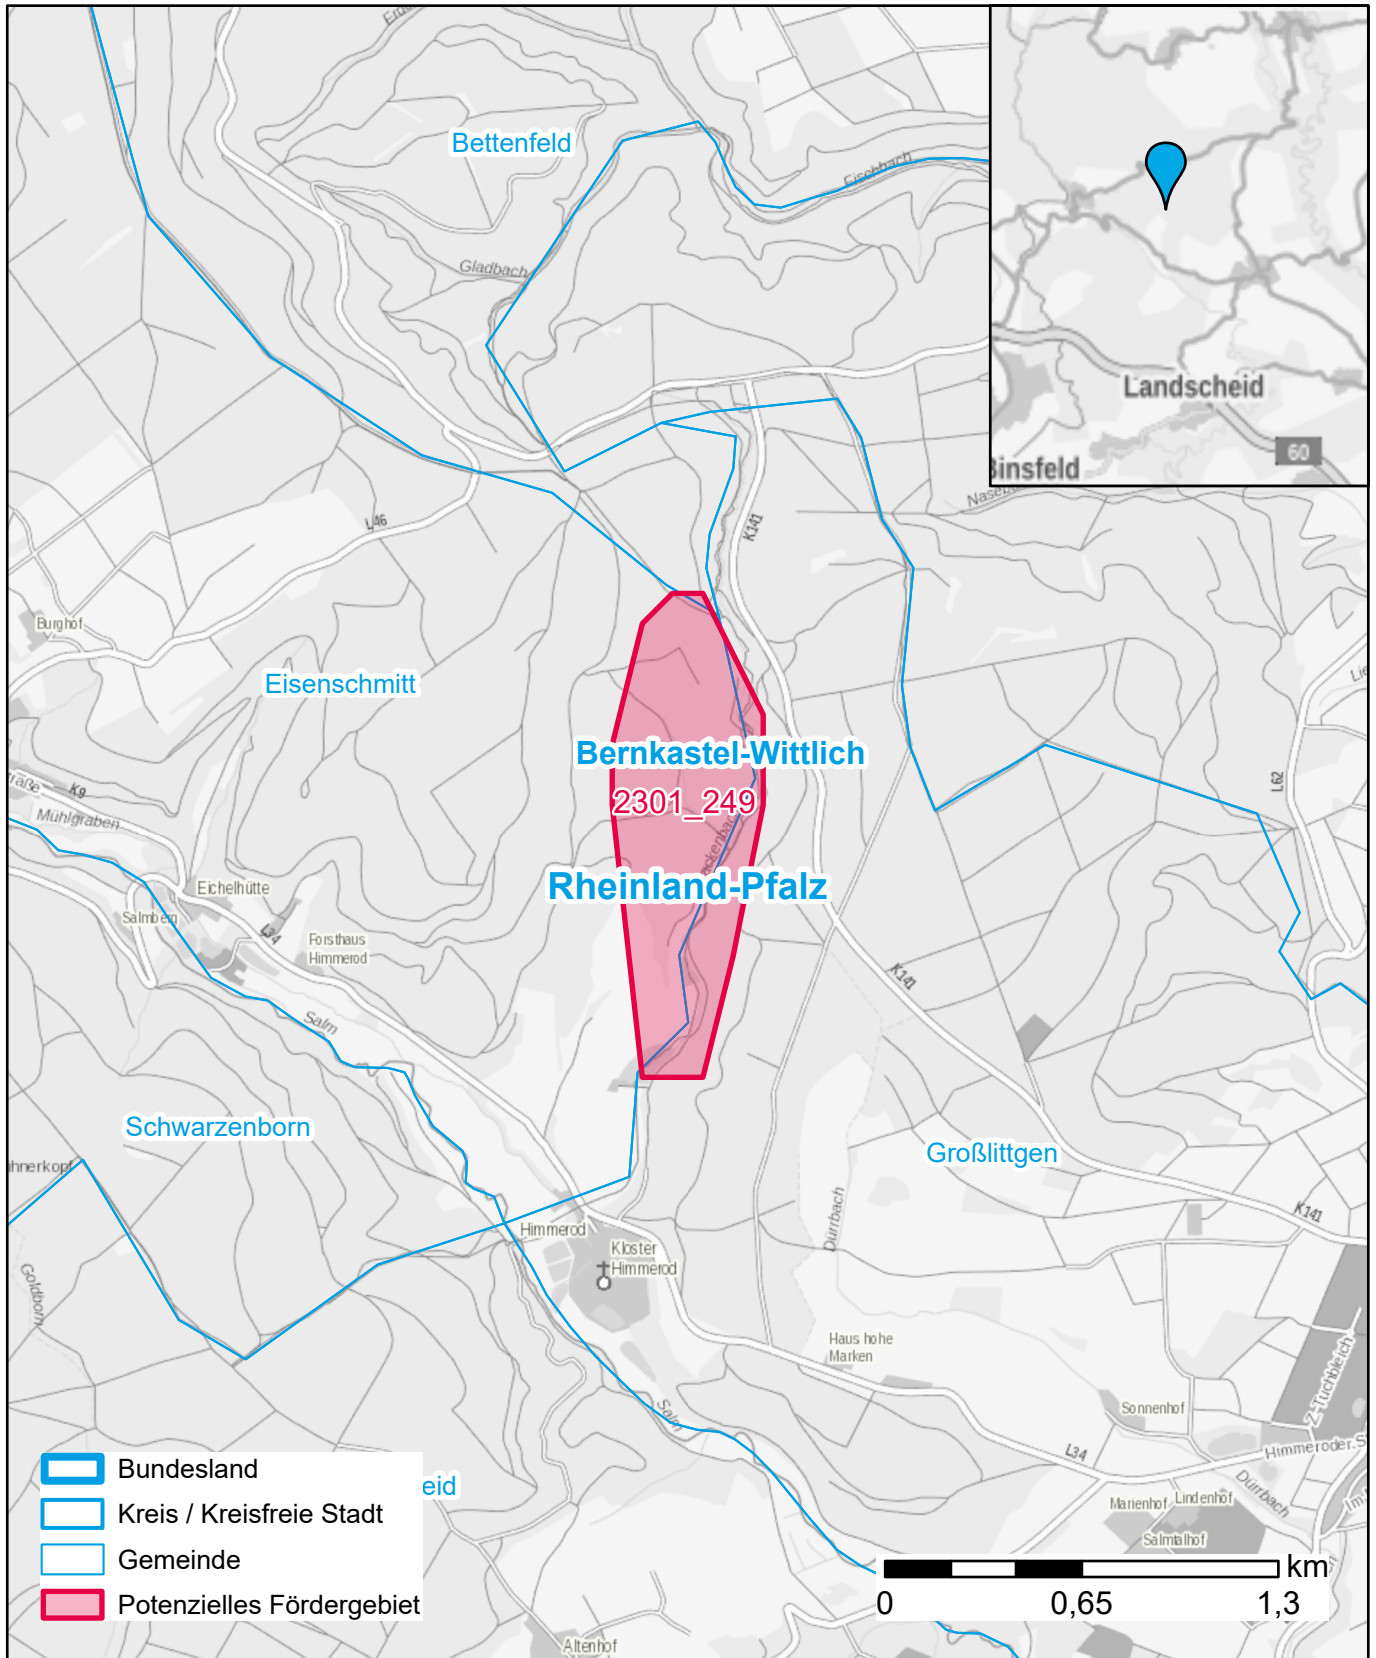 Bettenfeld
Eischbach
Gladbach
Landscheid
60
Binsfeld
L46
K141
Burghof
Eisenschmitt
Bernkastel-Wittlich
2301_249
L62
K9
Mühlgraben
Rheinland-Pfalz
Eichelhütte
Salmberg
L34
Forsthaus
Himmerod
K141
Salm
Schwarzenborn
Großlittgen
K141
Dürrbach
Himmerod
Kloster
Himmerod
Goldborn
Haus hohe
Marken
Z-Tuchbleich
Salm
Sonnenhof
L34
Himmeroder S
Dürrbach
Marienhof
Lindenhof
Salmtalhof
eid
Bundesland
Kreis / Kreisfreie Stadt
Gemeinde
Potenzielles Fördergebiet
km
0
0,65
1,3
Altenhof